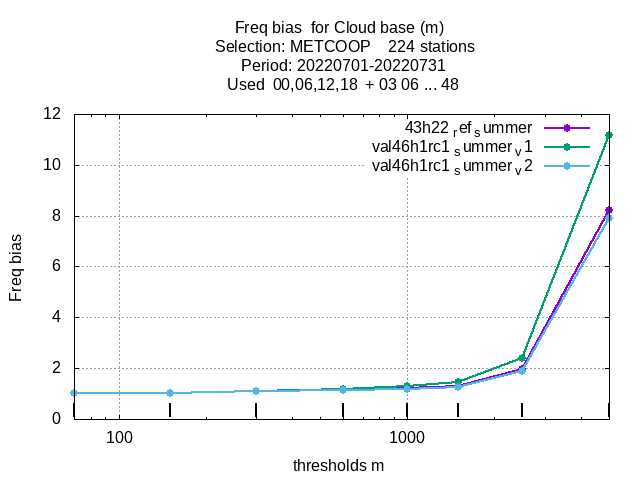 Freq bias for Cloud base (m)
Selection: METCOOP 224 stations
Period: 20220701-20220731
Used 00,06,12,18 + 03 06 ... 48
12
10
8
6
4
2
0
Freq bias
43h22 ref summer
val46h1rc1 summer v1
val46h1rc1 summer v2
100
1000
thresholds m